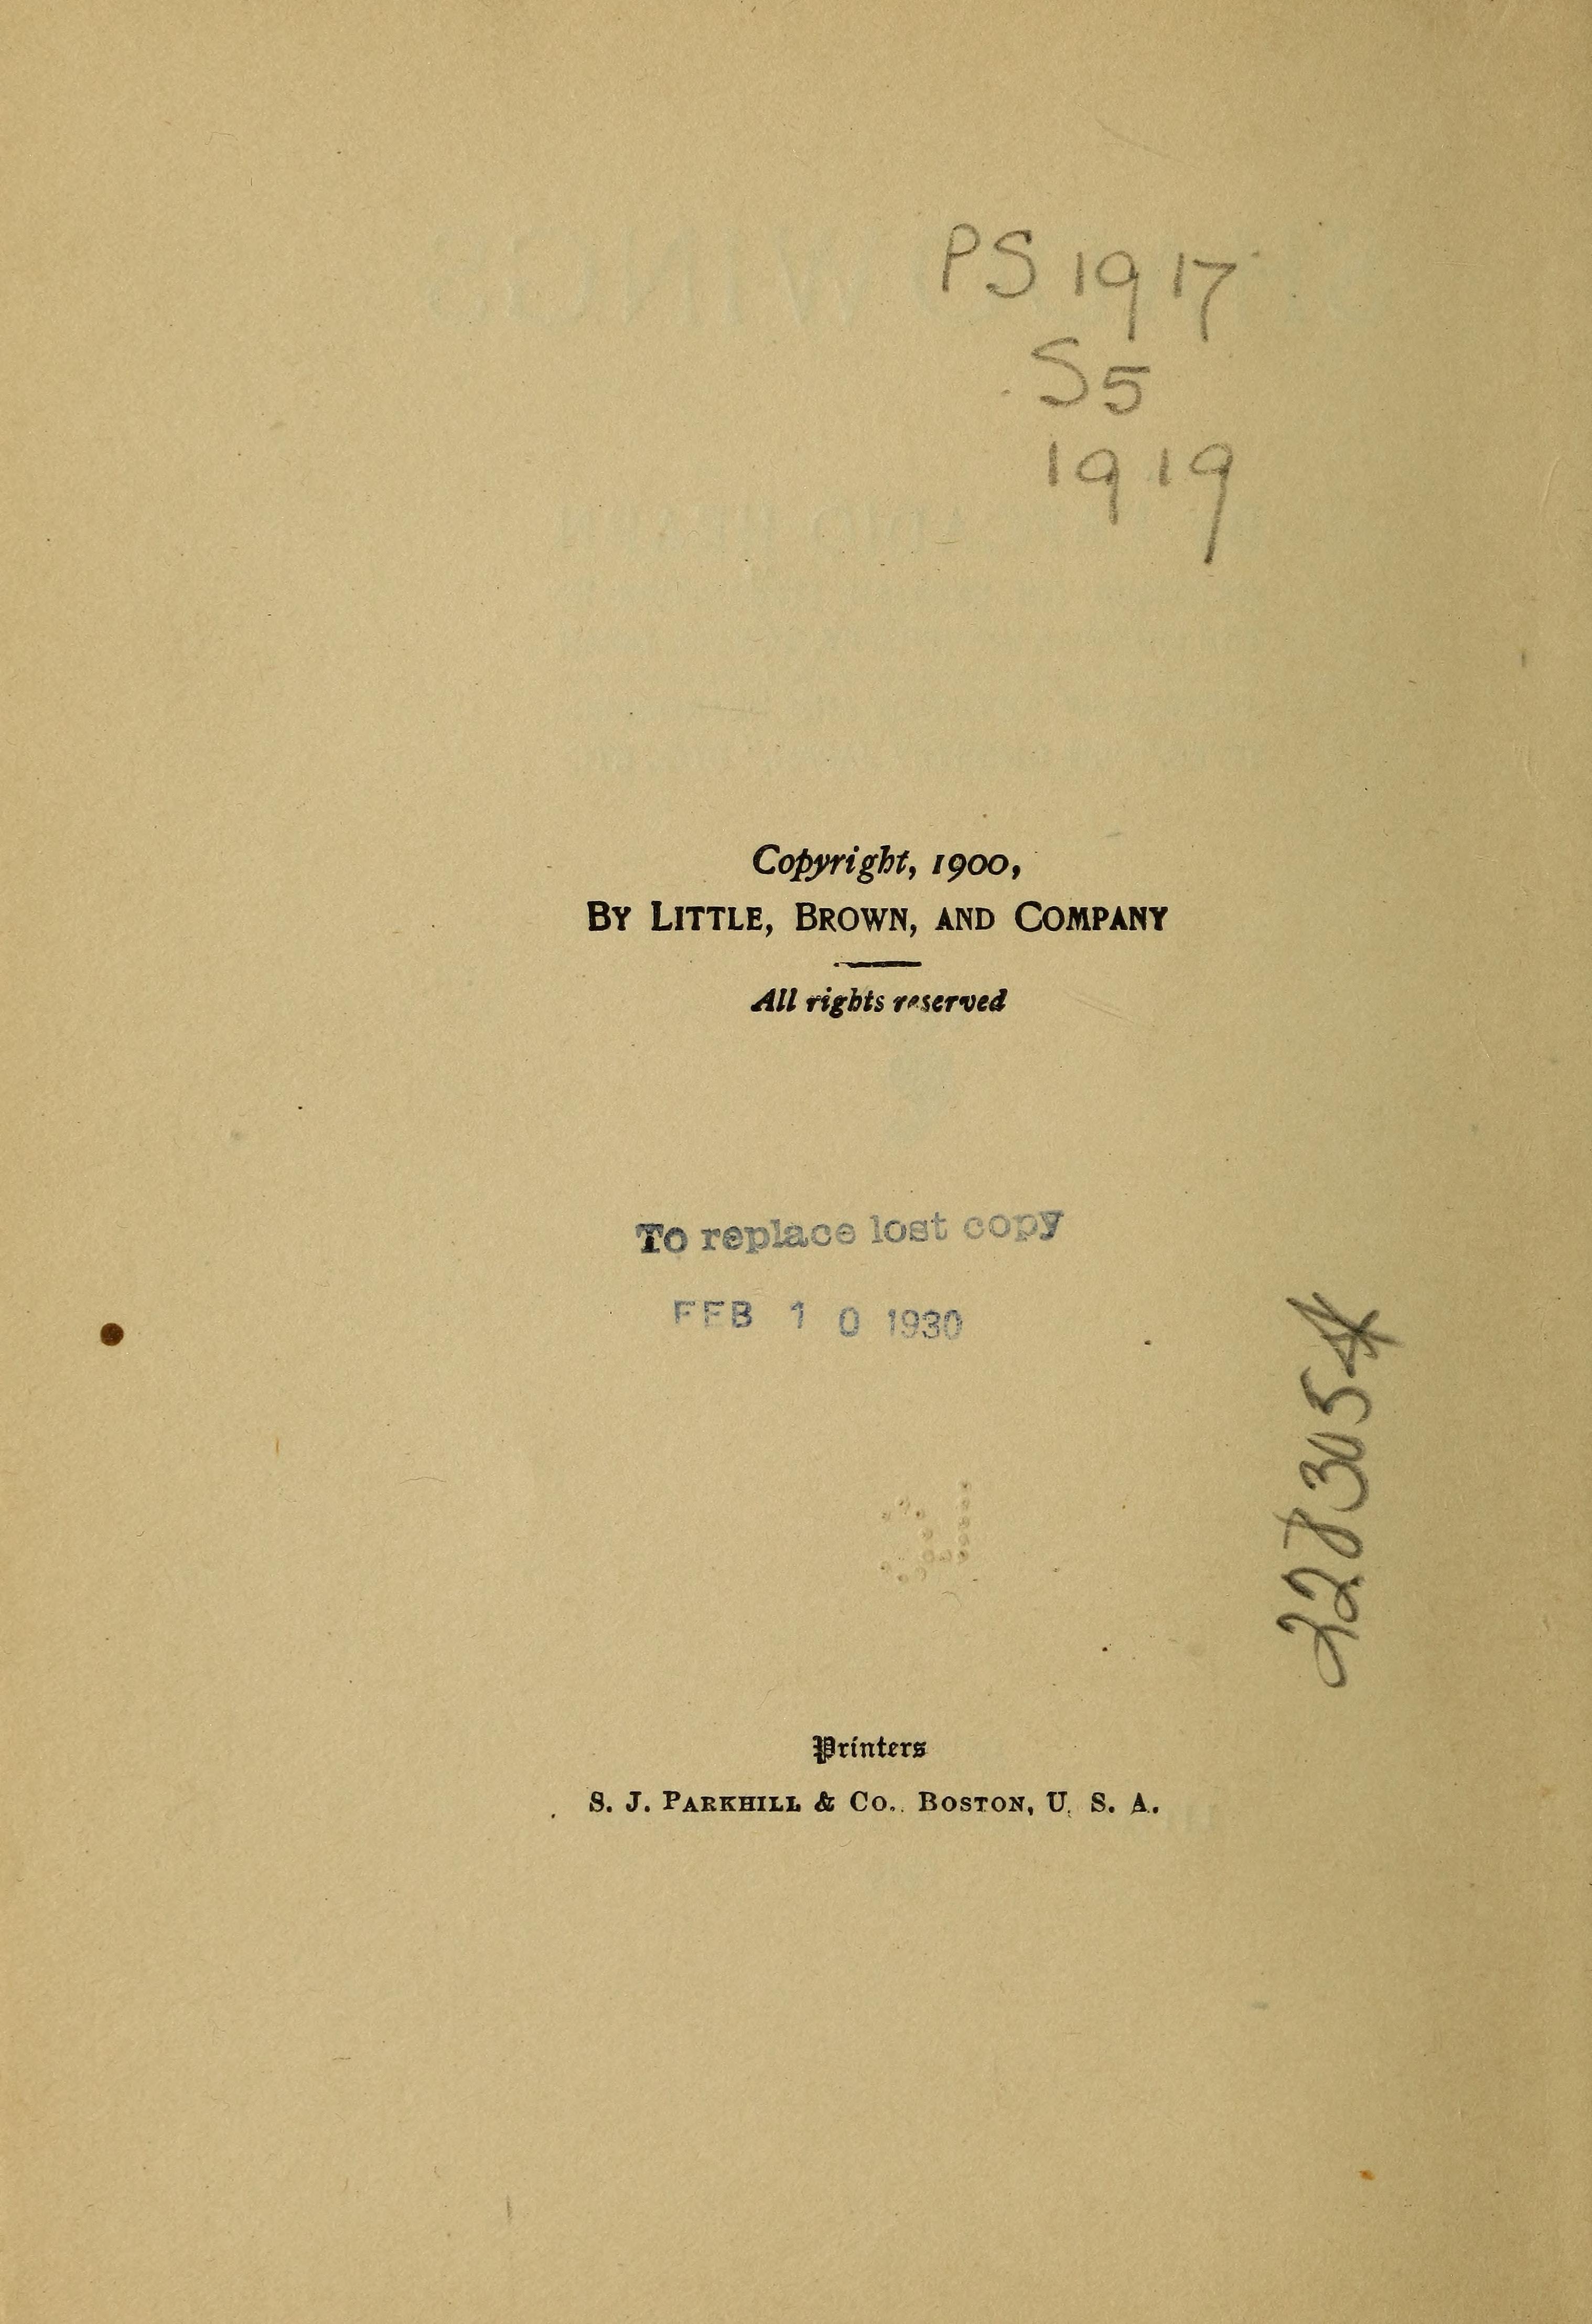 PS 1917
S5
1919
Copyright, 1900,
BY LITTLE, BROWN, AND COMPANY
All rights reserved
To replace lost copy
FEB 10 1930
Printers
S. J. PARKHILL & CO., BOSTON, U. S. A.